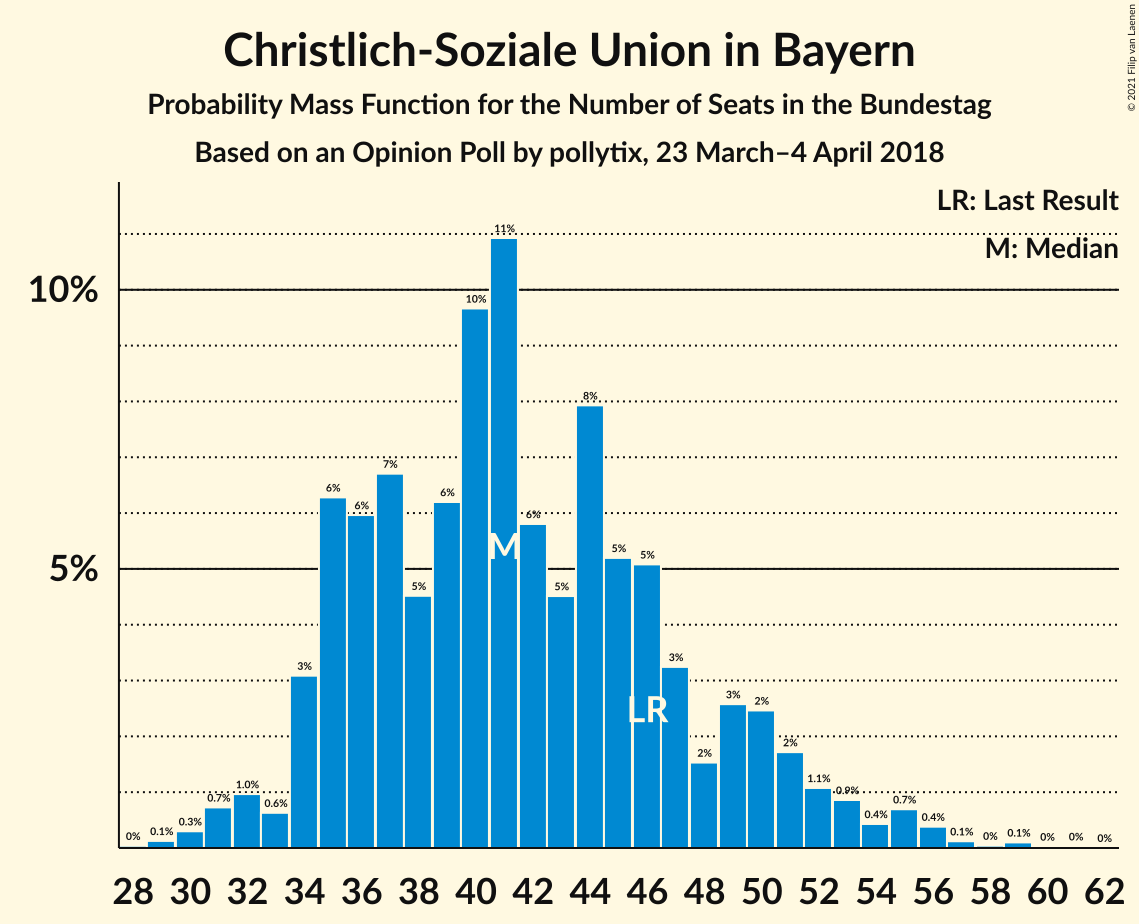 Christlich-Soziale Union in Bayern
Probability Mass Function for the Number of Seats in the Bundestag
Based on an Opinion Poll by pollytix, 23 March–4 April 2018
© 2021 Filip van Laenen
LR: Last Result
M: Median
10%
5%
0% 0.1% 0.3% 0.7% 1.0% 0.6% 3% 6% 6% 7% 5% 6% 10% 11% 6% 5% 8% 5% 5% 3% 2% 3% 2% 2% 1.1% 0.9% 0.4% 0.7% 0.4% 0.1% 0% 0.1% 0% 0% 0%
M
LR
28 30 32 34 36 38 40 42 44 46 48 50 52 54 56 58 60 62